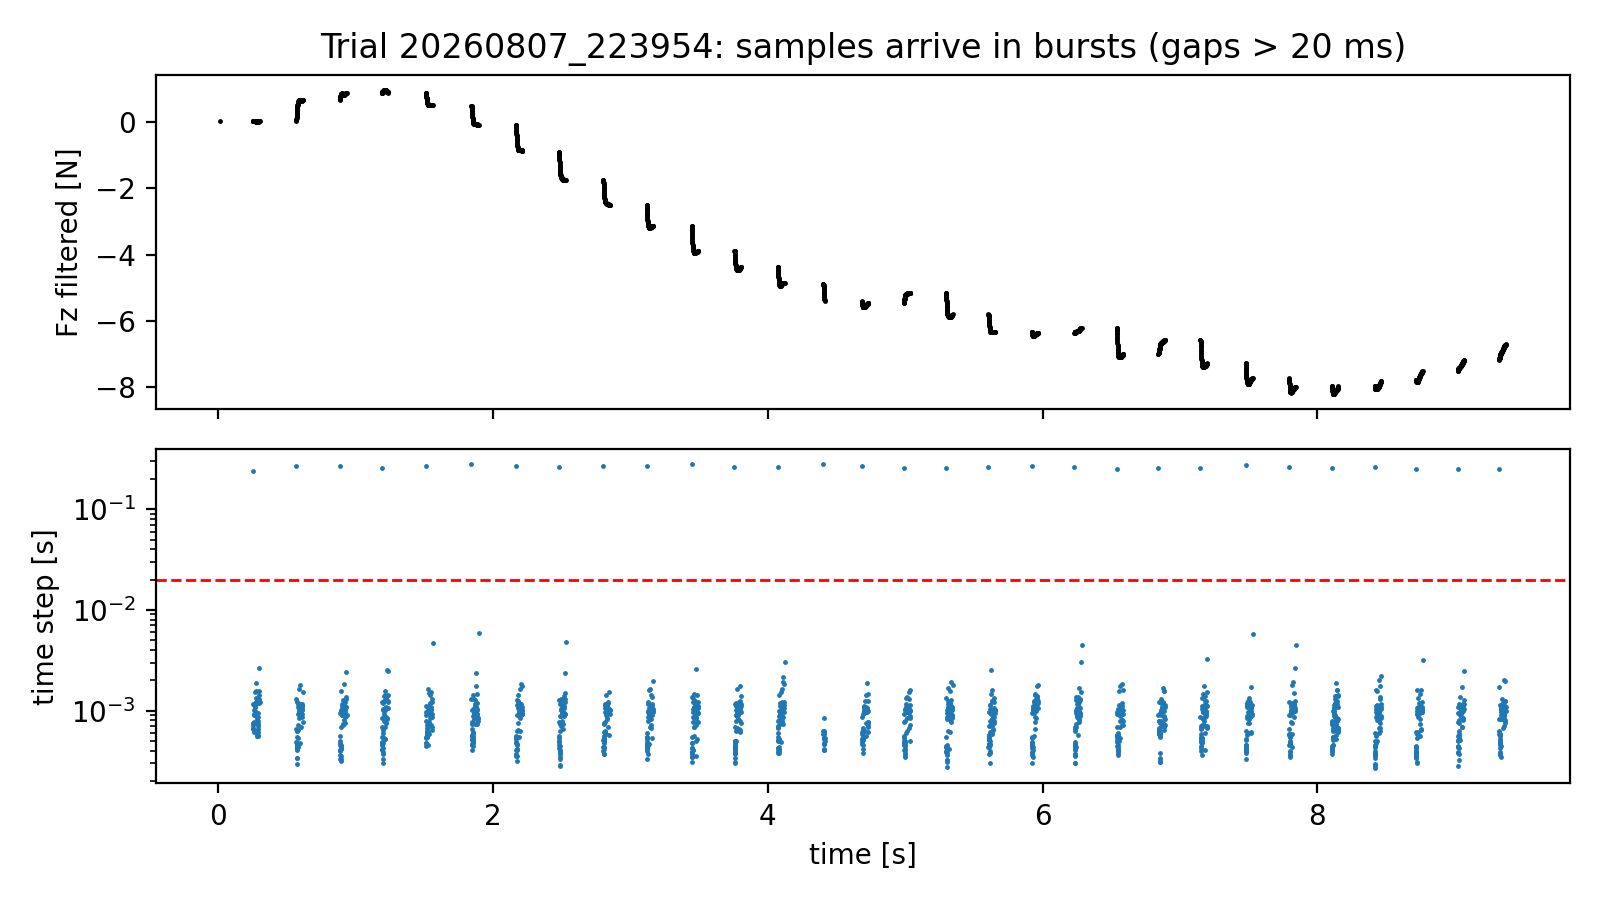 Trial 20260807_223954: samples arrive in bursts (gaps > 20 ms)
Fz filtered [N]
0
−2
−4
−6
−8
time step [s]
10⁻¹
10⁻²
10⁻³
0 2 4 6 8
time [s]